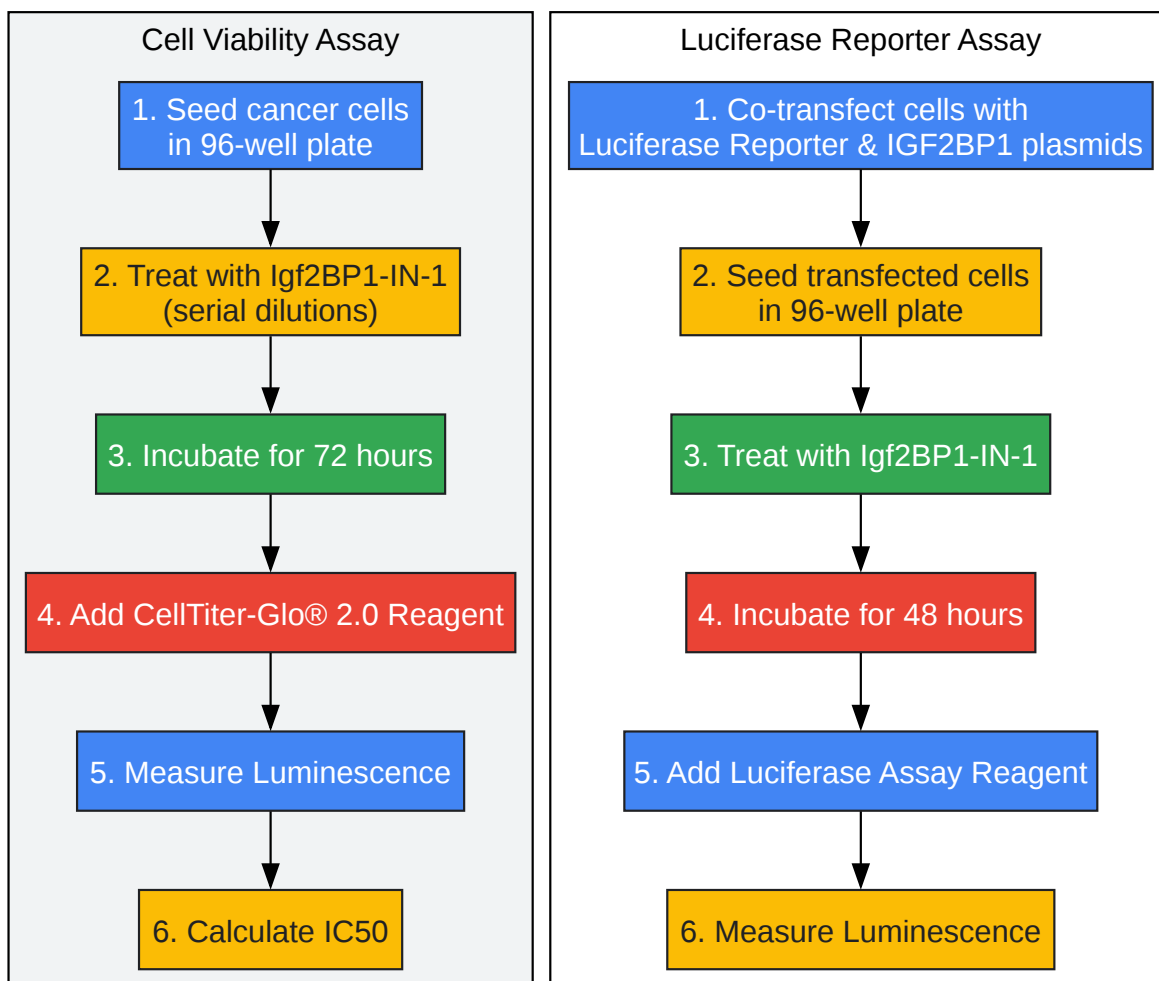 Cell Viability Assay
1. Seed cancer cells
in 96-well plate
2. Treat with Igf2BP1-IN-1
(serial dilutions)
3. Incubate for 72 hours
4. Add CellTiter-Glo® 2.0 Reagent
5. Measure Luminescence
6. Calculate IC50
Luciferase Reporter Assay
1. Co-transfect cells with
Luciferase Reporter & IGF2BP1 plasmids
2. Seed transfected cells
in 96-well plate
3. Treat with Igf2BP1-IN-1
4. Incubate for 48 hours
5. Add Luciferase Assay Reagent
6. Measure Luminescence